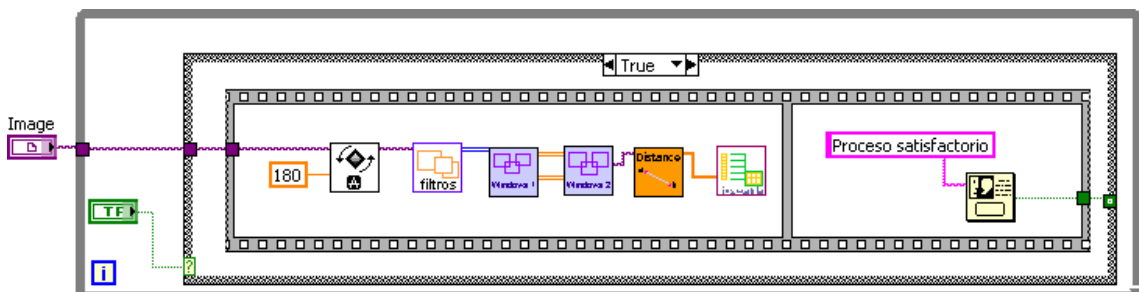 True
Image
Proceso satisfactorio
180
A
filtros
Windows 1
Windows 2
Distance
TF
?
i